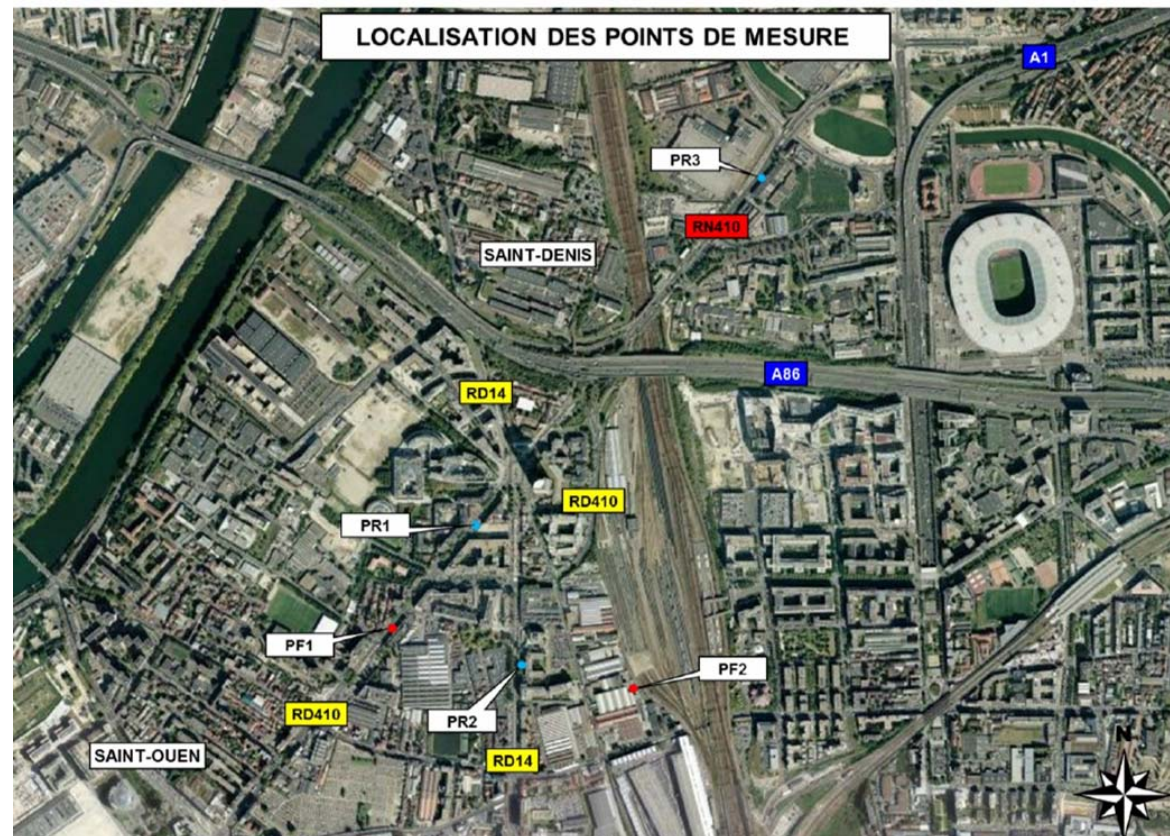 LOCALISATION DES POINTS DE MESURE
A1
PR3
RN410
SAINT-DENIS
A86
RD14
RD410
PR1
PF1
PF2
RD410
PR2
SAINT-OUEN
RD14
N